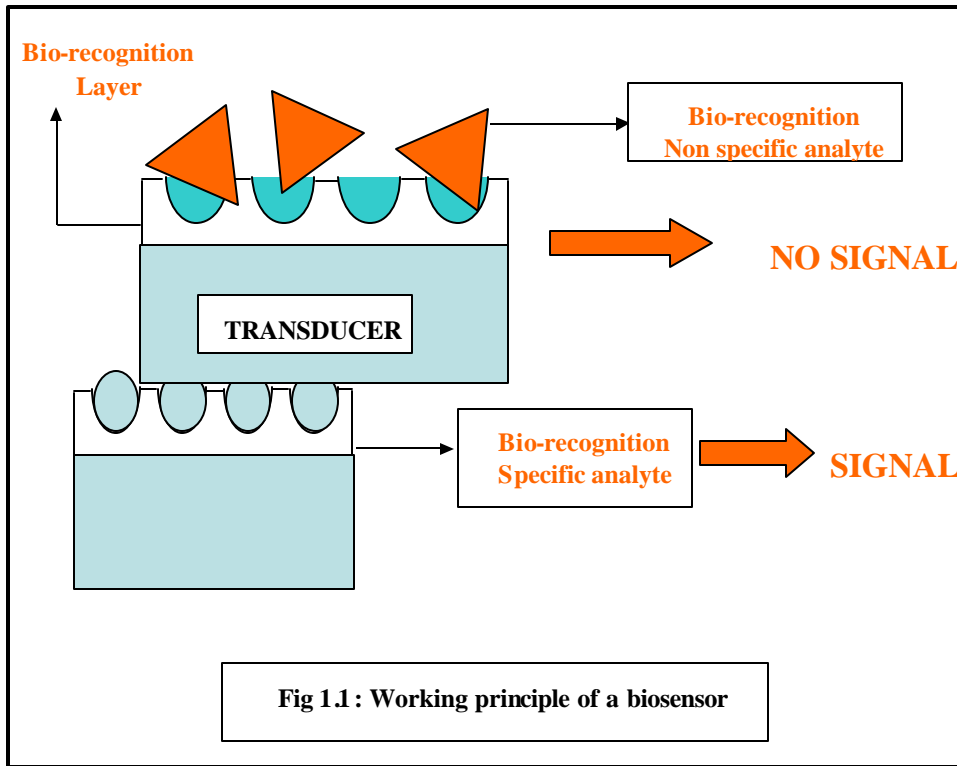 Bio-recognition
Layer
Bio-recognition
Non specific analyte
NO SIGNAL
TRANSDUCER
Bio-recognition
Specific analyte
SIGNAL
Fig 1.1 : Working principle of a biosensor